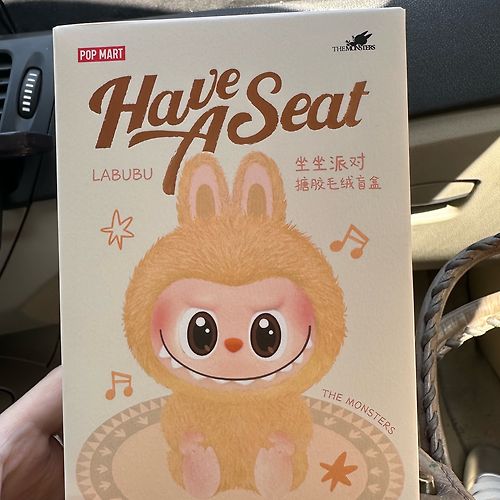 POP MART
THE MONSTERS
Have
A Seat
LABUBU
坐坐派对
搪胶毛绒盲盒
THE MONSTERS